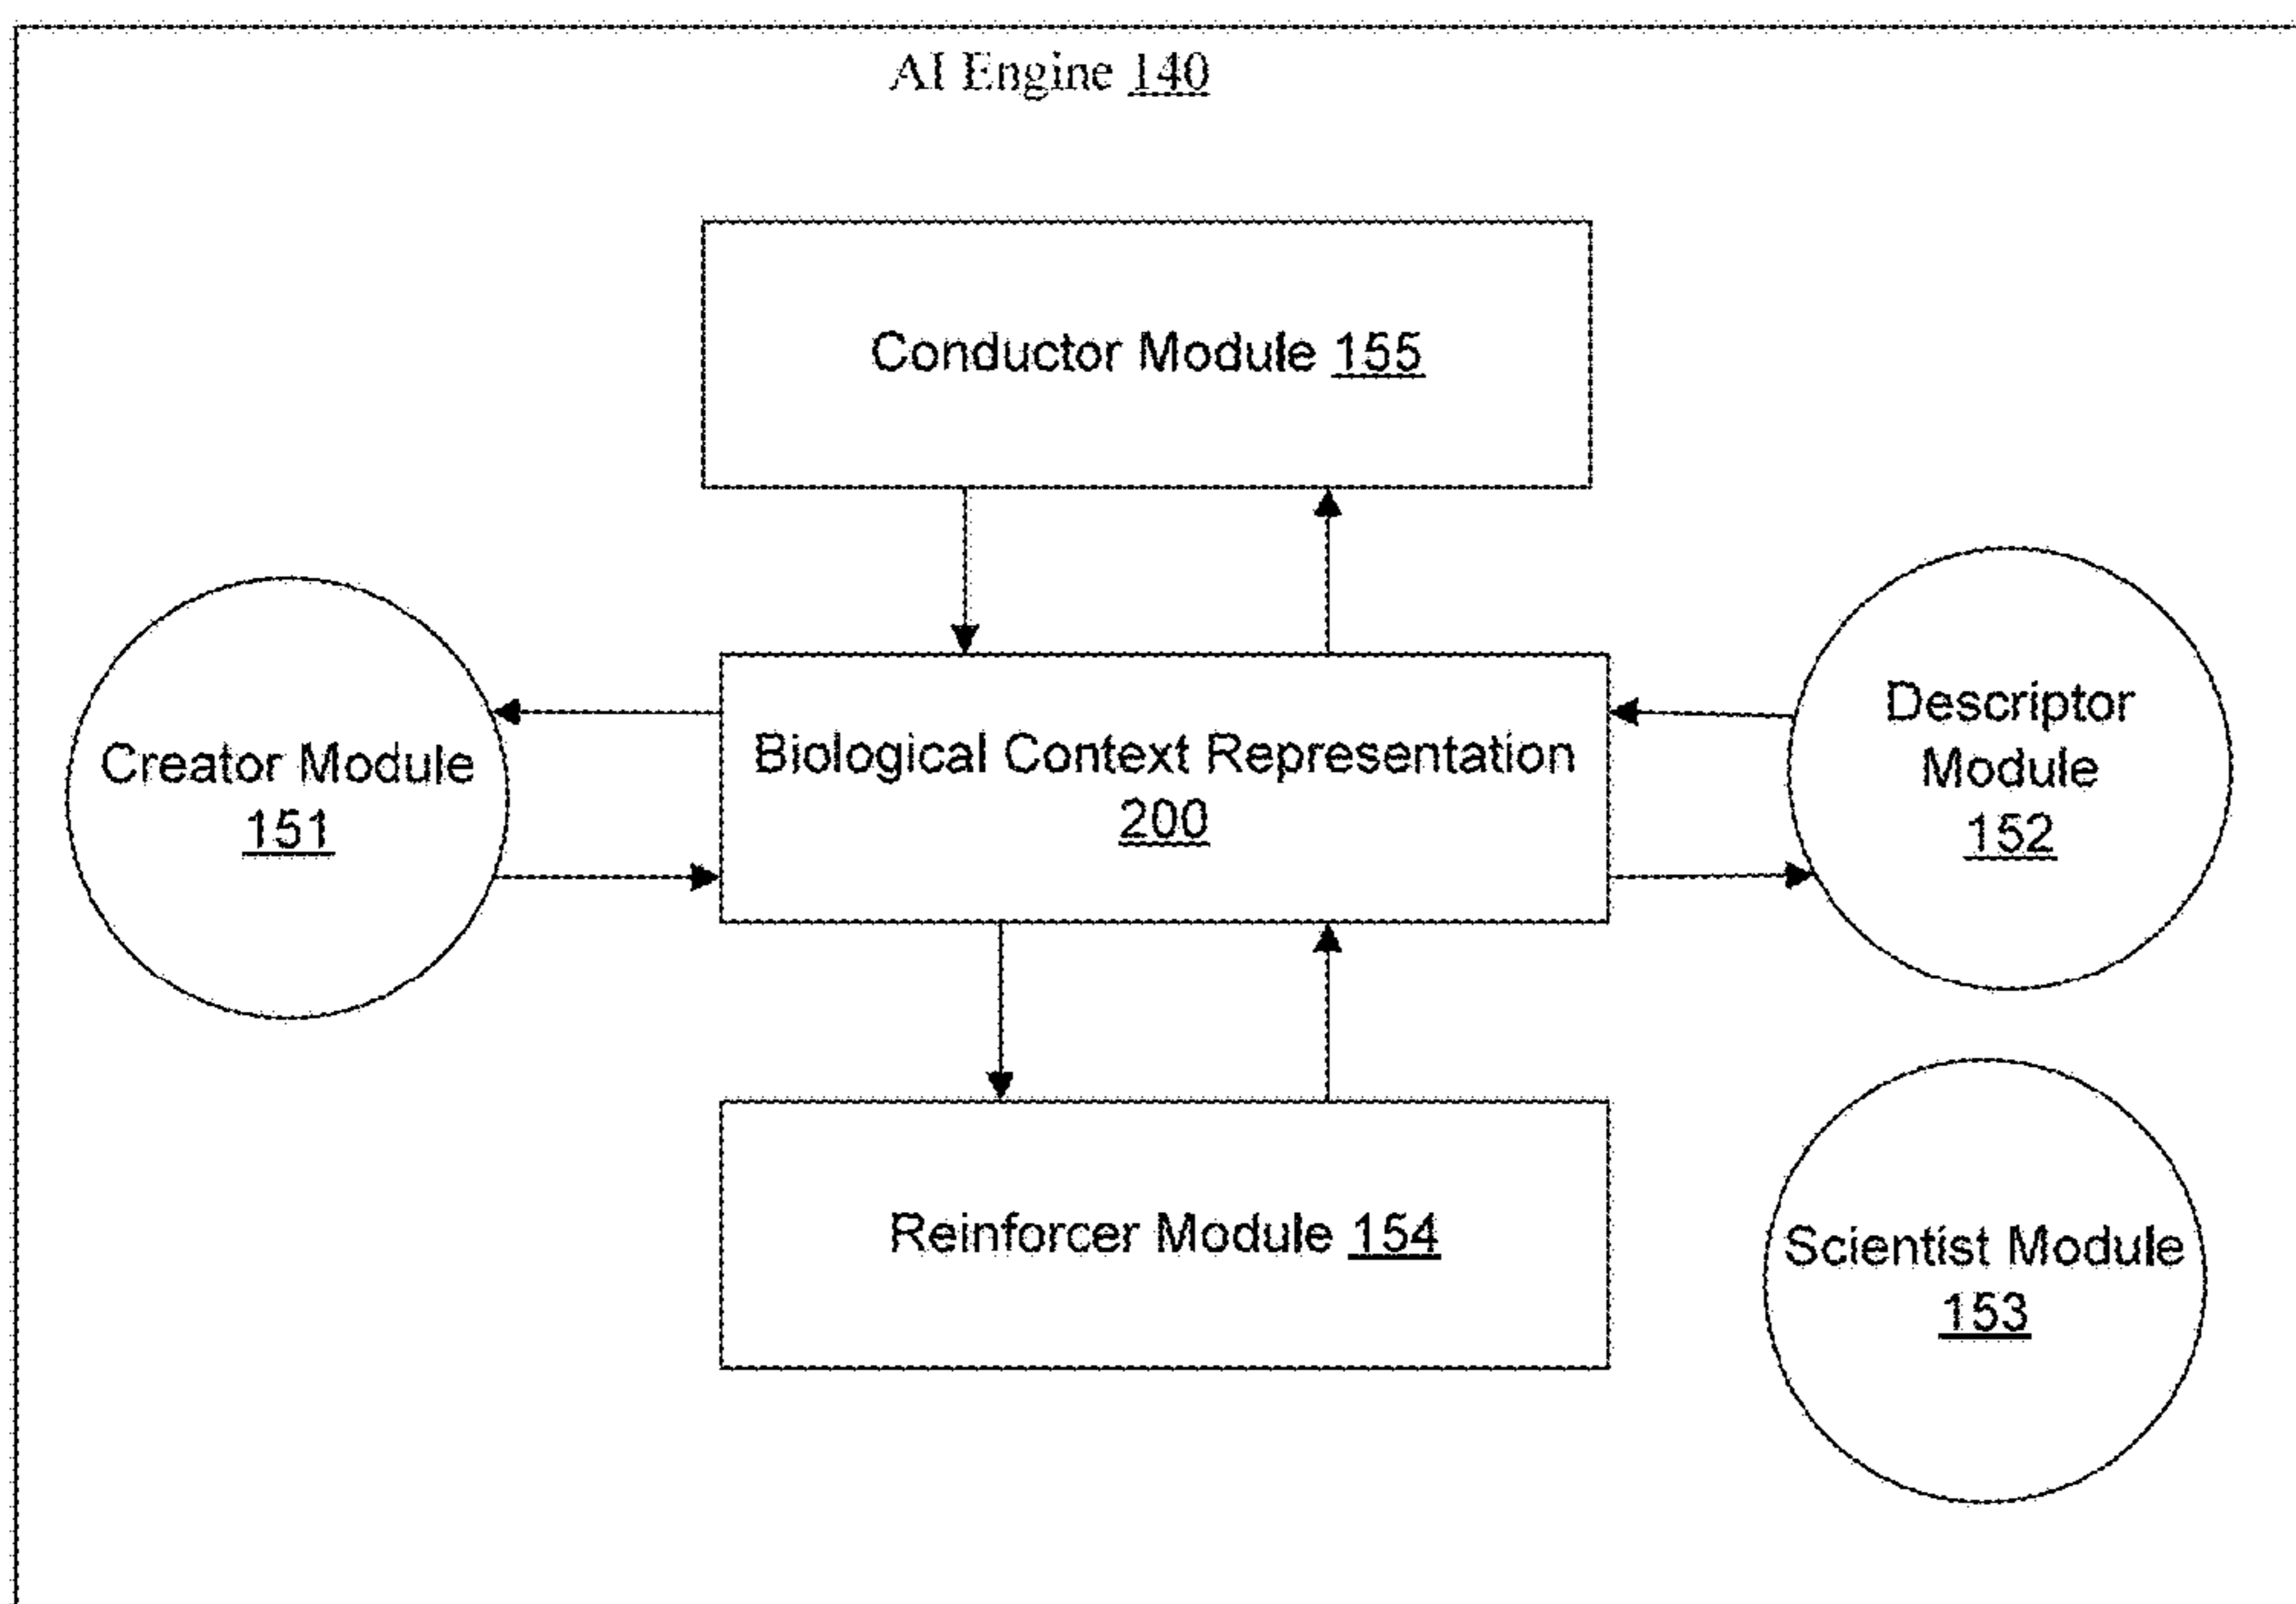 AI Engine 140
Conductor Module 155
Creator Module
151
Biological Context Representation
200
Descriptor
Module
152
Reinforcer Module 154
Scientist Module
153